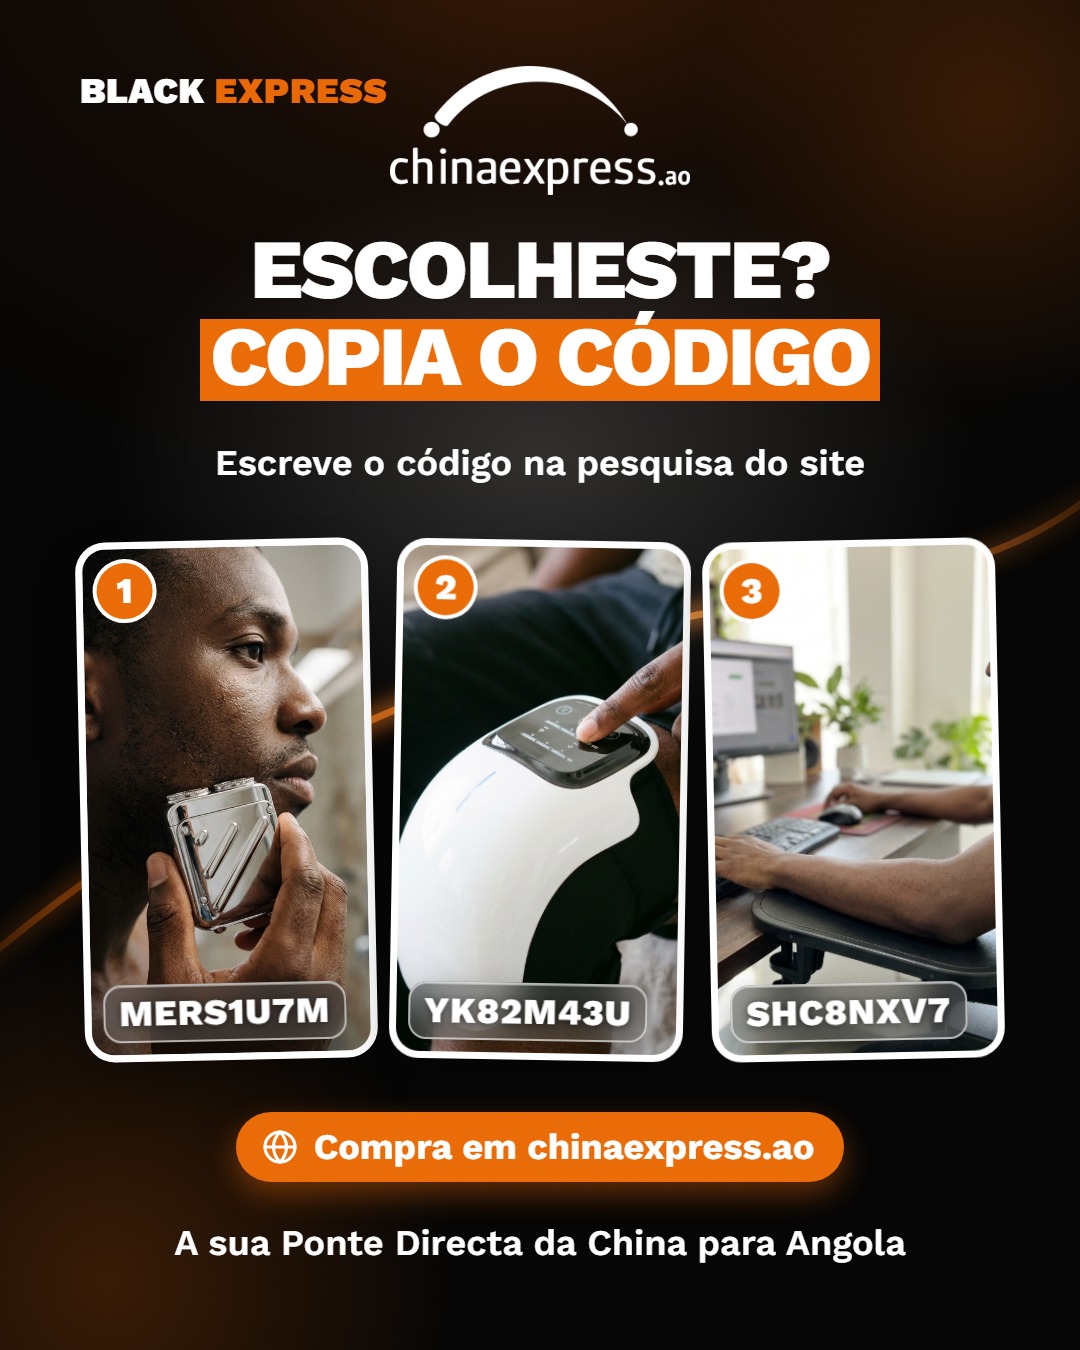 BLACK EXPRESS
chinaexpress.ao
ESCOLHESTE?
COPIA O CÓDIGO
Escreve o código na pesquisa do site
1
2
3
MERS1U7M
YK82M43U
SHC8NXV7
Compra em chinaexpress.ao
A sua Ponte Directa da China para Angola